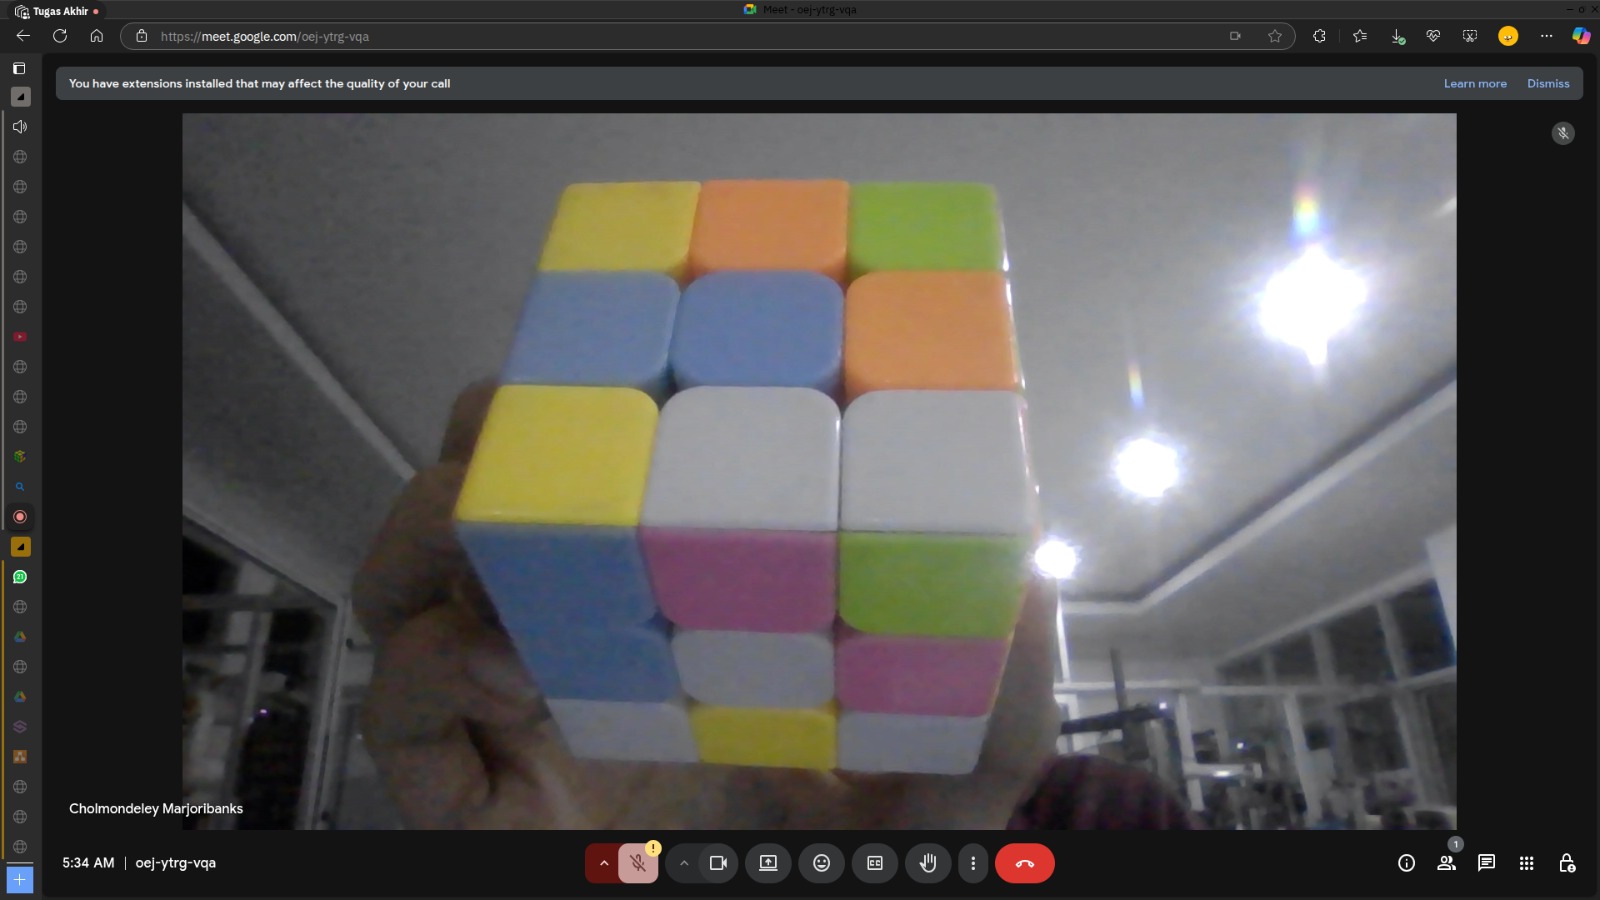 Tugas Akhir
Meet - oej-ytrg-vqa
https://meet.google.com/oej-ytrg-vqa
You have extensions installed that may affect the quality of your call
Learn more
Dismiss
Cholmondeley Marjoribanks
5:34 AM | oej-ytrg-vqa
!
CC
1